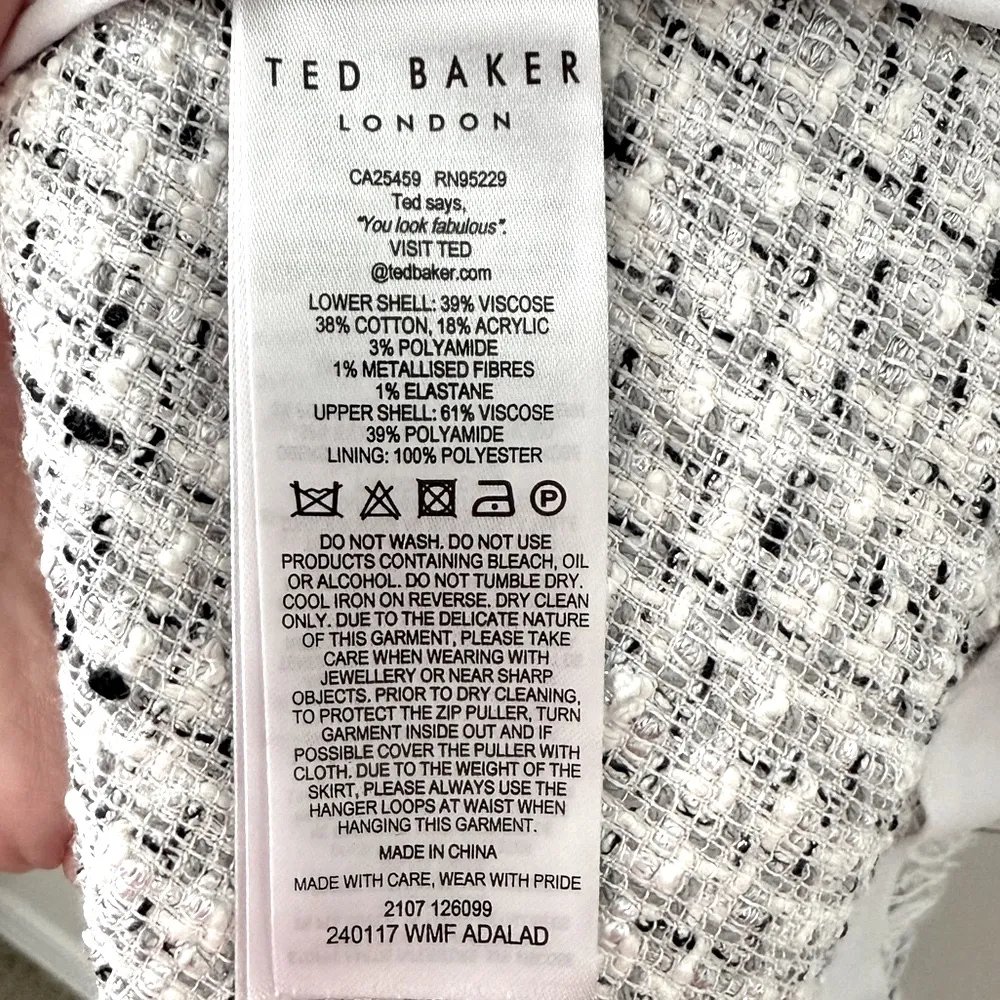 TED BAKER
LONDON
CA25459 RN95229
Ted says,
"You look fabulous".
VISIT TED
@tedbaker.com
LOWER SHELL: 39% VISCOSE
38% COTTON, 18% ACRYLIC
3% POLYAMIDE
1% METALLISED FIBRES
1% ELASTANE
UPPER SHELL: 61% VISCOSE
39% POLYAMIDE
LINING: 100% POLYESTER
P
DO NOT WASH. DO NOT USE
PRODUCTS CONTAINING BLEACH, OIL
OR ALCOHOL. DO NOT TUMBLE DRY.
COOL IRON ON REVERSE. DRY CLEAN
ONLY. DUE TO THE DELICATE NATURE
OF THIS GARMENT, PLEASE TAKE
CARE WHEN WEARING WITH
JEWELLERY OR NEAR SHARP
OBJECTS. PRIOR TO DRY CLEANING,
TO PROTECT THE ZIP PULLER, TURN
GARMENT INSIDE OUT AND IF
POSSIBLE COVER THE PULLER WITH
CLOTH. DUE TO THE WEIGHT OF THE
SKIRT, PLEASE ALWAYS USE THE
HANGER LOOPS AT WAIST WHEN
HANGING THIS GARMENT.
MADE IN CHINA
MADE WITH CARE, WEAR WITH PRIDE
2107 126099
240117 WMF ADALAD